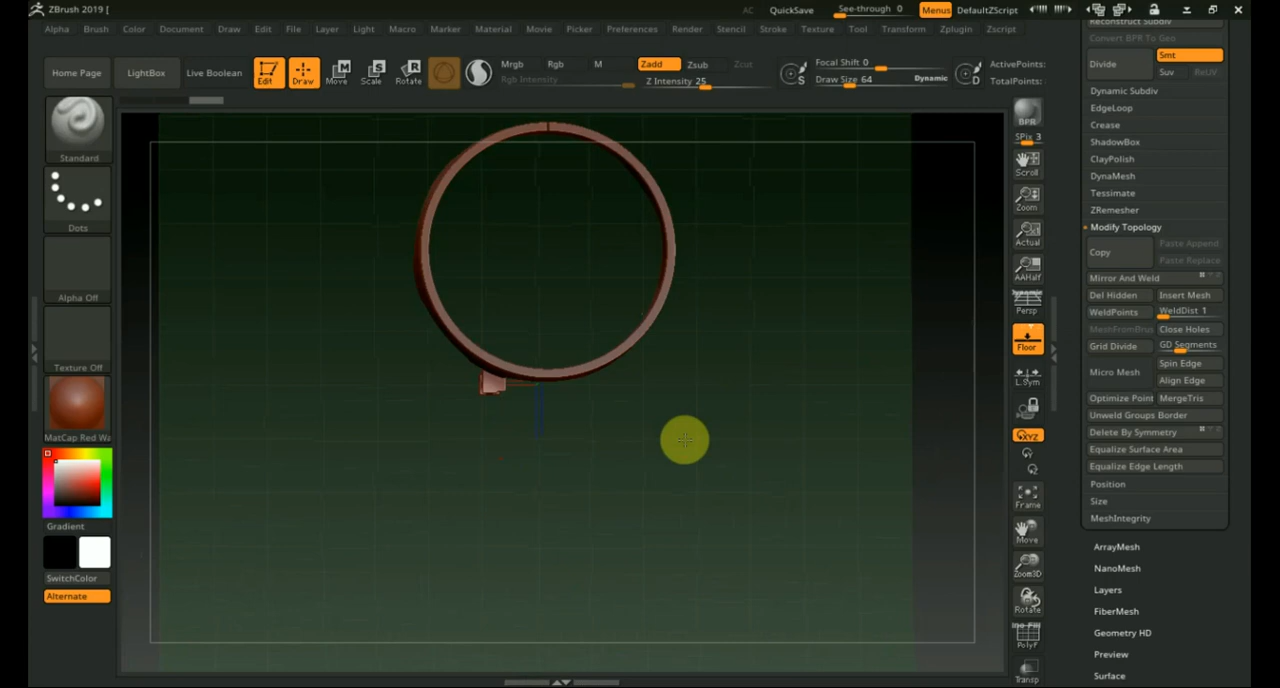 ZBrush 2019 [
AC QuickSave See-through 0 Menus DefaultZScript
Alpha Brush Color Document Draw Edit File Layer Light Macro Marker Material Movie Picker Preferences Render Stencil Stroke Texture Tool Transform Zplugin Zscript
Home Page LightBox Live Boolean Edit Draw Move Scale Rotate
Mrgb Rgb M Zadd Zsub Zcut
Rgb Intensity Z Intensity 25
Focal Shift 0
Draw Size 64 Dynamic
ActivePoints:
TotalPoints:
Standard
Dots
Alpha Off
Texture Off
MatCap Red Wa
Gradient
SwitchColor
Alternate
BPR
SPix 3
Scroll
Zoom
Actual
AAHalf
Dynamic
Persp
Floor
L.Sym
XYZ
Frame
Move
Zoom3D
Rotate
PolyF
Transp
Reconstruct Subdiv
Convert BPR To Geo
Divide Smt
Suv ReUV
Dynamic Subdiv
EdgeLoop
Crease
ShadowBox
ClayPolish
DynaMesh
Tessimate
ZRemesher
Modify Topology
Copy Paste Append
Paste Replace
Mirror And Weld
Del Hidden Insert Mesh
WeldPoints WeldDist 1
MeshFromBrus Close Holes
Grid Divide GD Segments
Micro Mesh Spin Edge
Align Edge
Optimize Point MergeTris
Unweld Groups Border
Delete By Symmetry
Equalize Surface Area
Equalize Edge Length
Position
Size
MeshIntegrity
ArrayMesh
NanoMesh
Layers
FiberMesh
Geometry HD
Preview
Surface